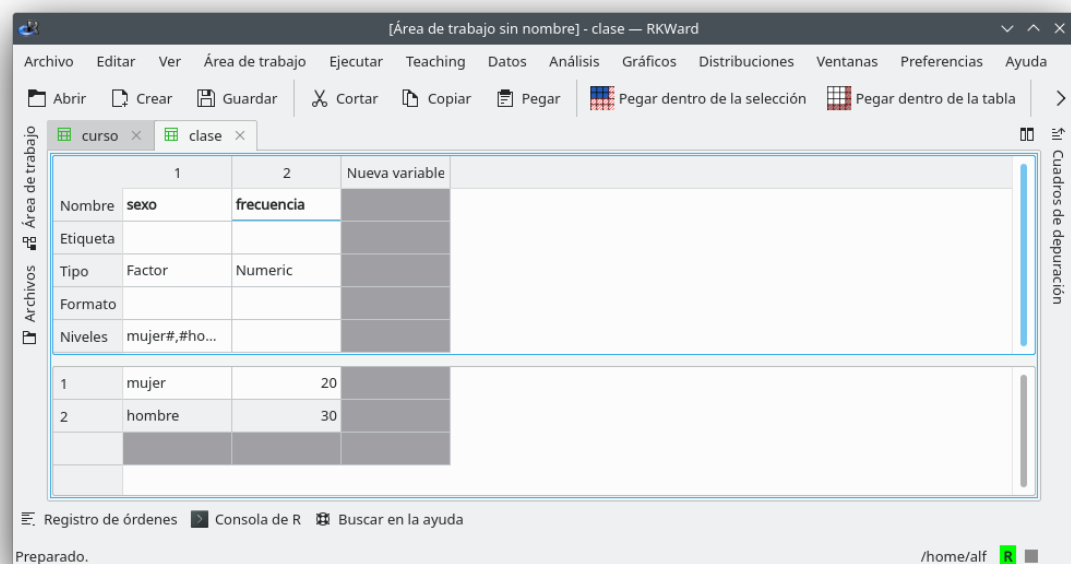 [Área de trabajo sin nombre] - clase — RKWard
Archivo Editar Ver Área de trabajo Ejecutar Teaching Datos Análisis Gráficos Distribuciones Ventanas Preferencias Ayuda
Abrir Crear Guardar Cortar Copiar Pegar Pegar dentro de la selección Pegar dentro de la tabla
Área de trabajo
Archivos
curso clase
1 2 Nueva variable
Nombre sexo frecuencia
Etiqueta
Tipo Factor Numeric
Formato
Niveles mujer#,#ho...
1 mujer 20
2 hombre 30
Cuadros de depuración
Registro de órdenes Consola de R Buscar en la ayuda
Preparado. /home/alf R